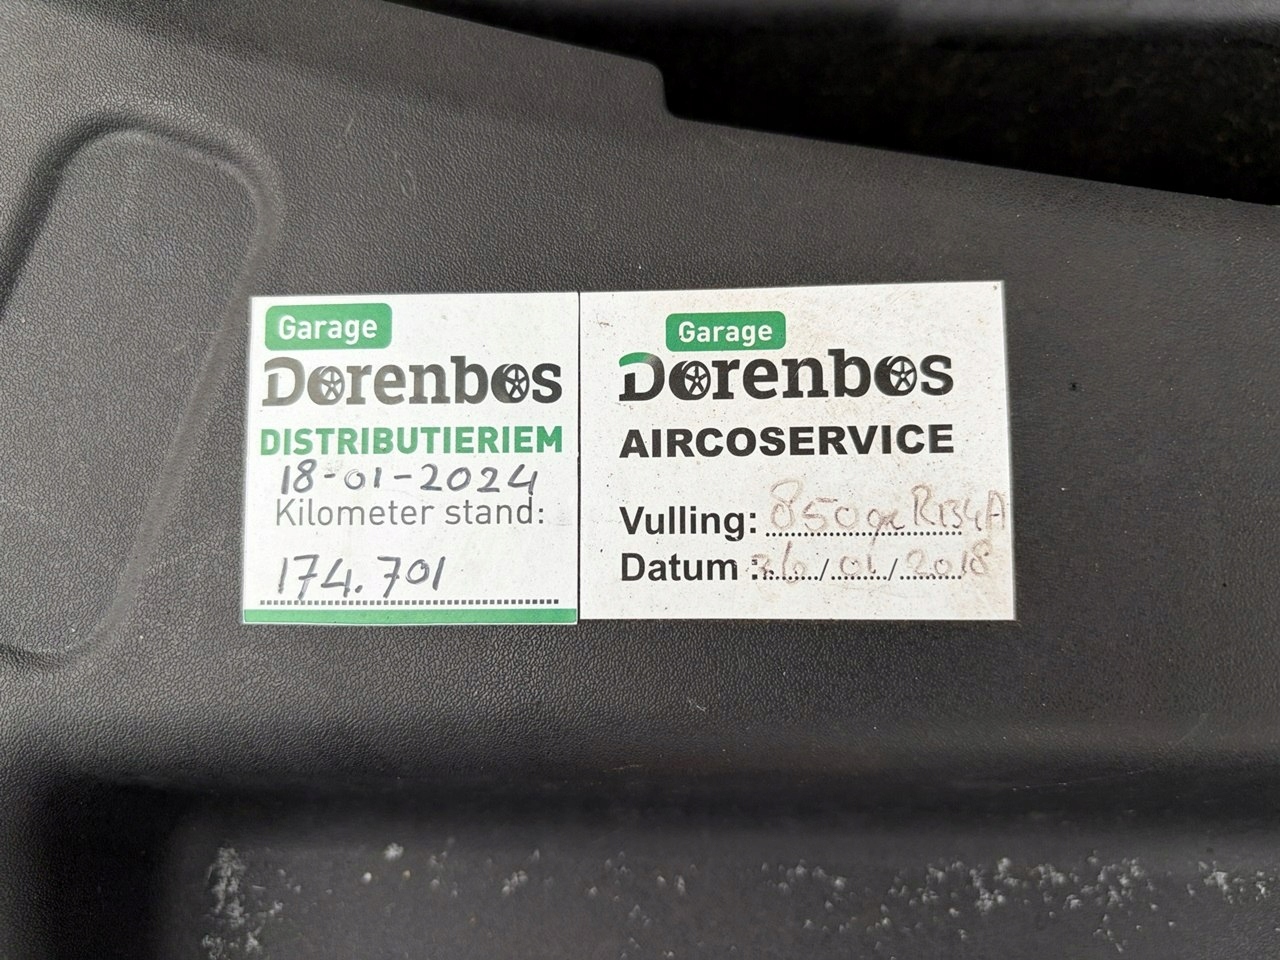 Garage
Dorenbos
DISTRIBUTIERIEM
18-01-2024
Kilometer stand:
174.701
Garage
Dorenbos
AIRCOSERVICE
Vulling: 850gr R134A
Datum : 26/01/2018